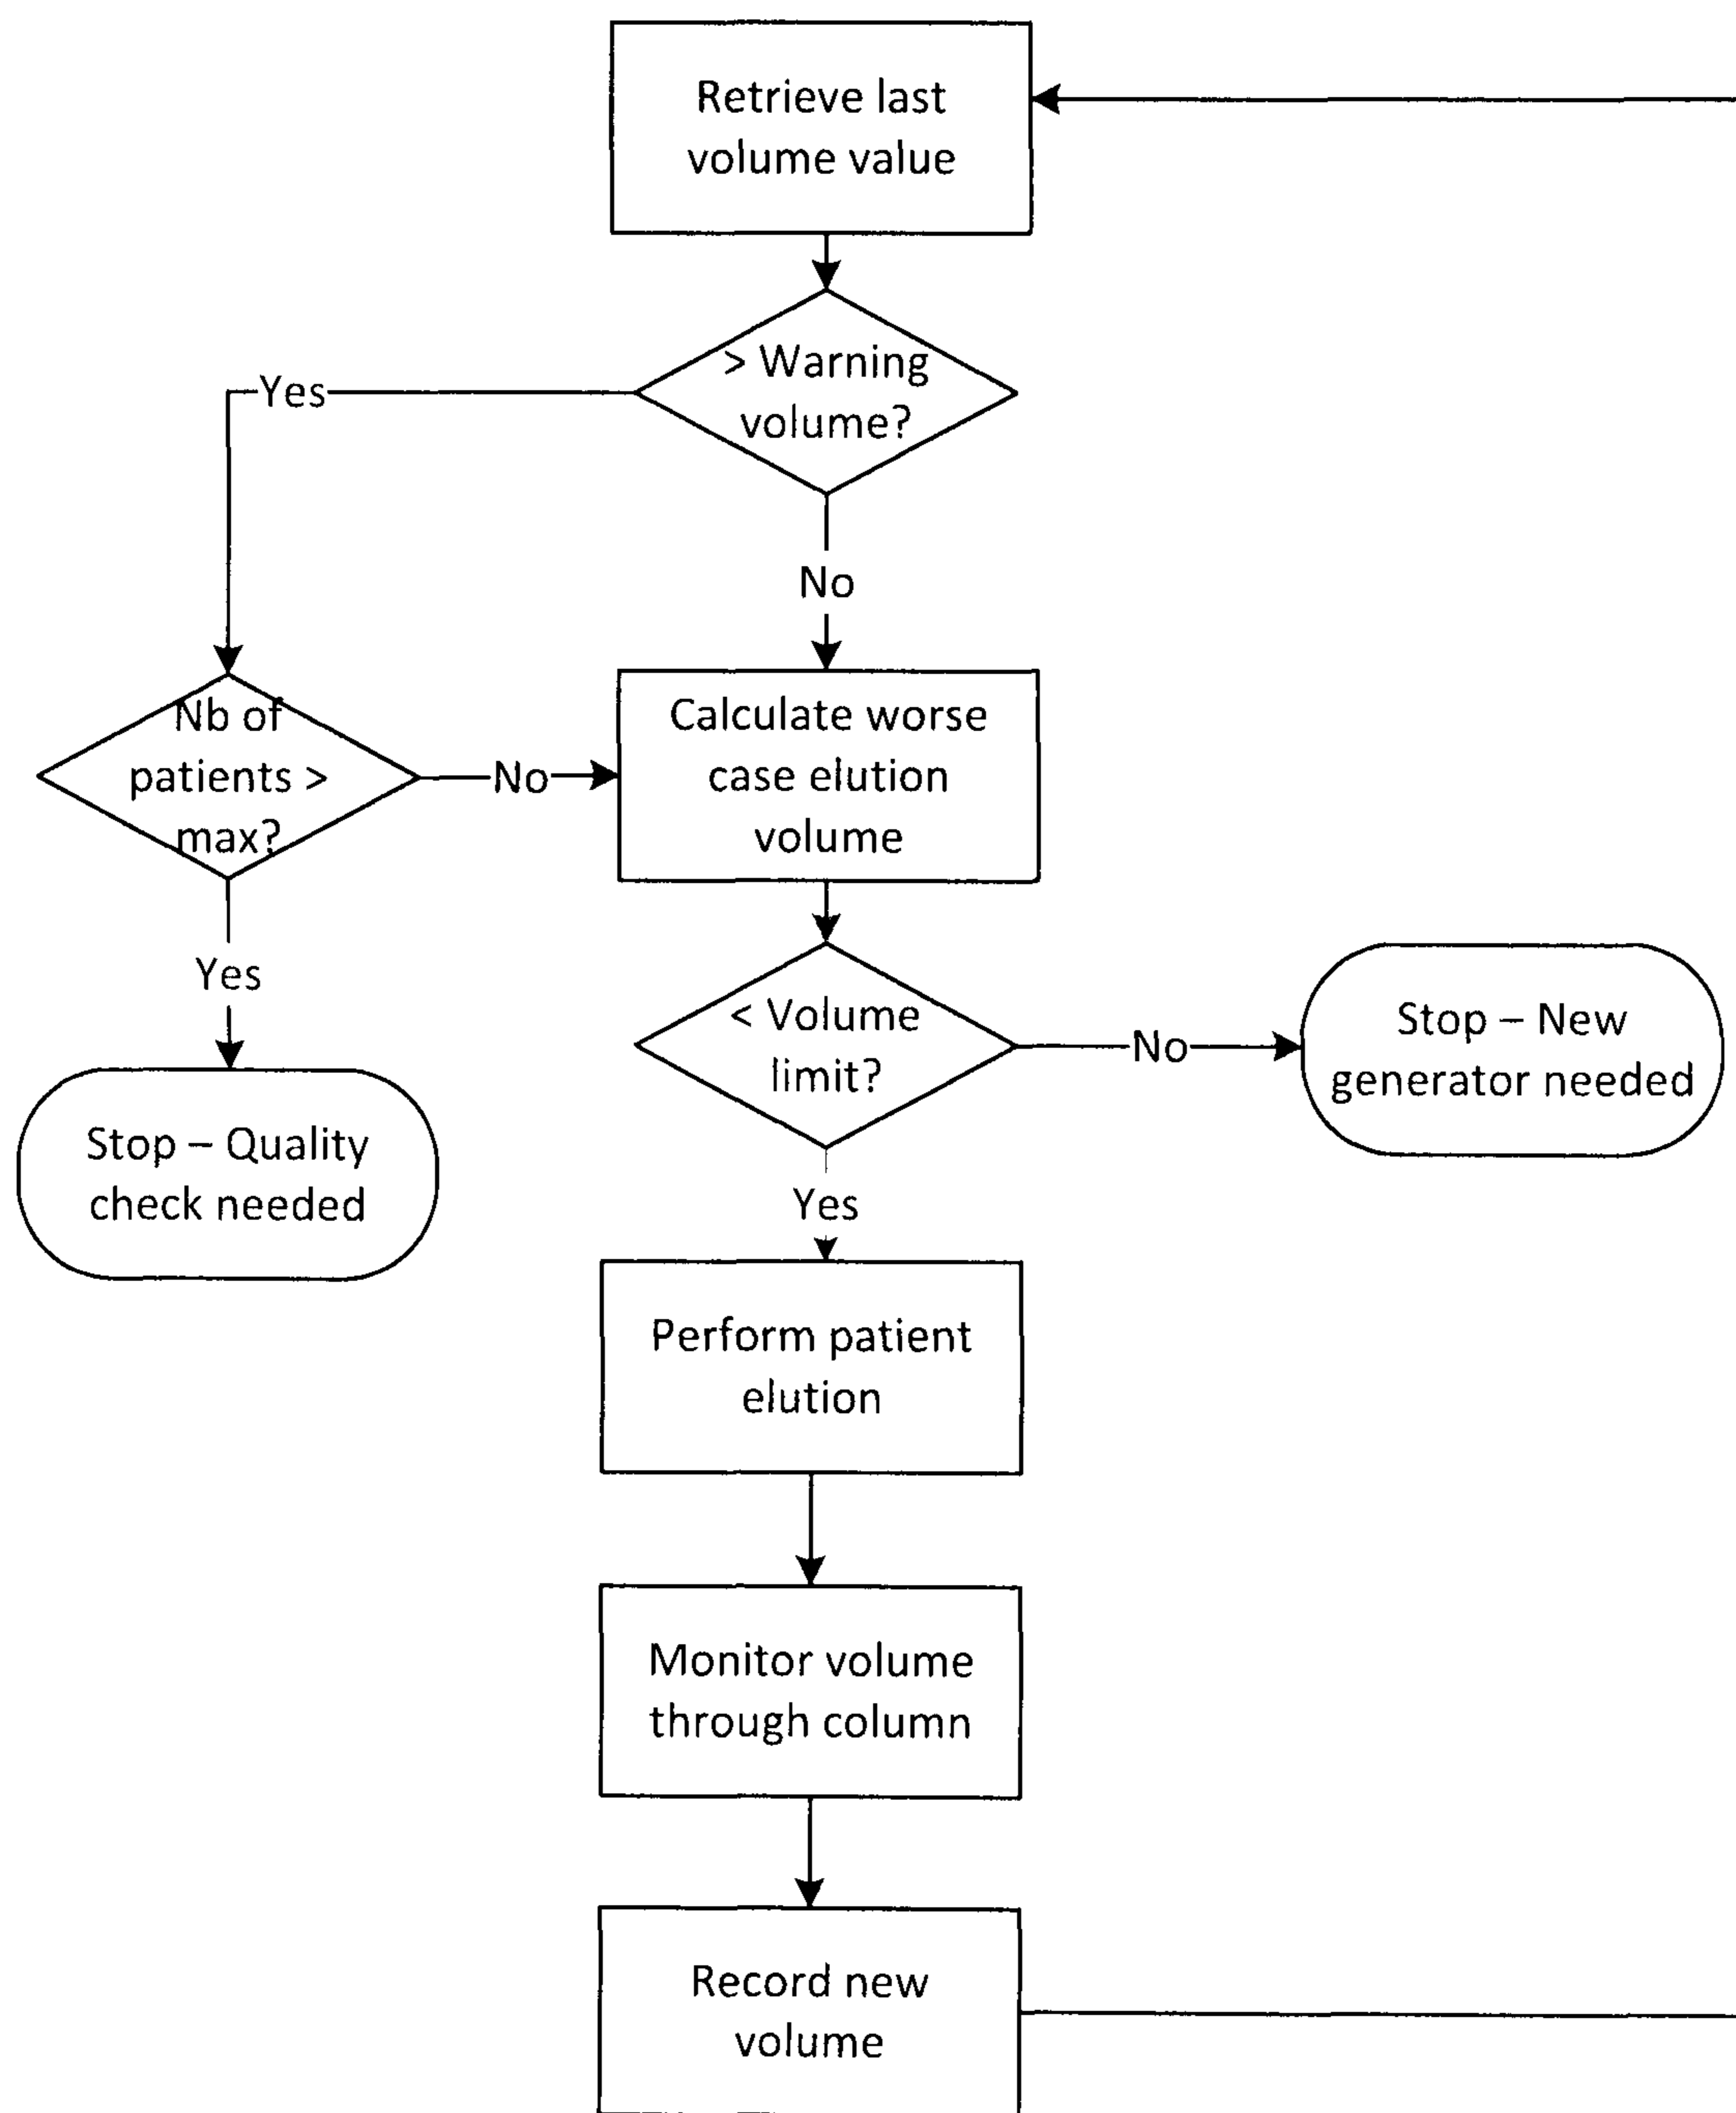 Retrieve last
volume value
> Warning
volume?
Yes
No
Nb of
patients >
max?
No
Calculate worse
case elution
volume
Yes
< Volume
limit?
No
Stop – New
generator needed
Stop – Quality
check needed
Yes
Perform patient
elution
Monitor volume
through column
Record new
volume